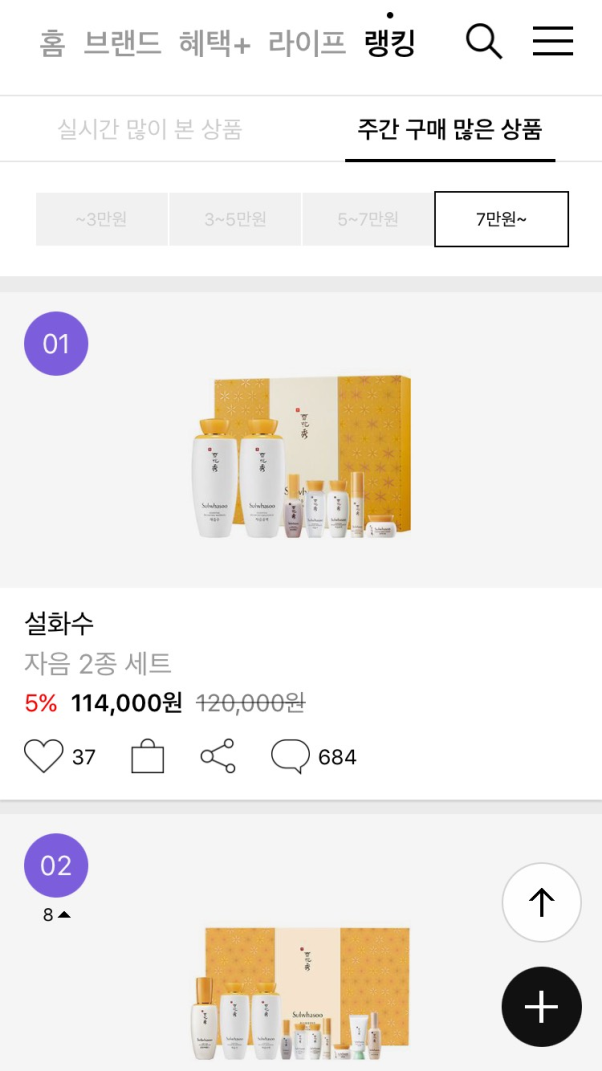 홈 브랜드 혜택+ 라이프 랭킹
실시간 많이 본 상품 주간 구매 많은 상품
~3만원 3~5만원 5~7만원 7만원~
01
Sulwhasoo Sulwhasoo
설화수
자음 2종 세트
5% 114,000원 120,000원
37 684
02
8
Sulwhasoo